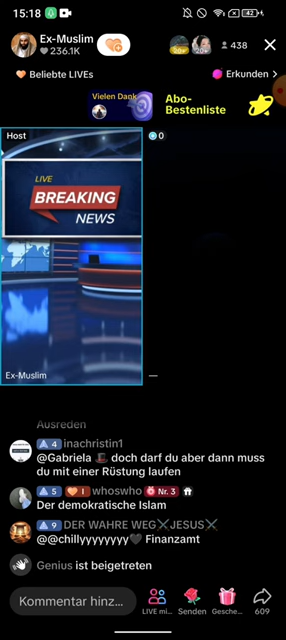 15:18
42
Ex-Muslim
236.1K
20+
20+
438
Beliebte LIVEs
Erkunden
Vielen Dank
Abo-
Bestenliste
Host
0
LIVE
BREAKING
NEWS
Ex-Muslim
Ausreden
4 inachristin1
@Gabriela doch darf du aber dann muss
du mit einer Rüstung laufen
5 I whoswho Nr. 3
Der demokratische Islam
9 DER WAHRE WEG⚔JESUS⚔
@@chillyyyyyyyy🖤 Finanzamt
Genius ist beigetreten
Kommentar hinz...
LIVE mi...
Senden
Gesche...
609